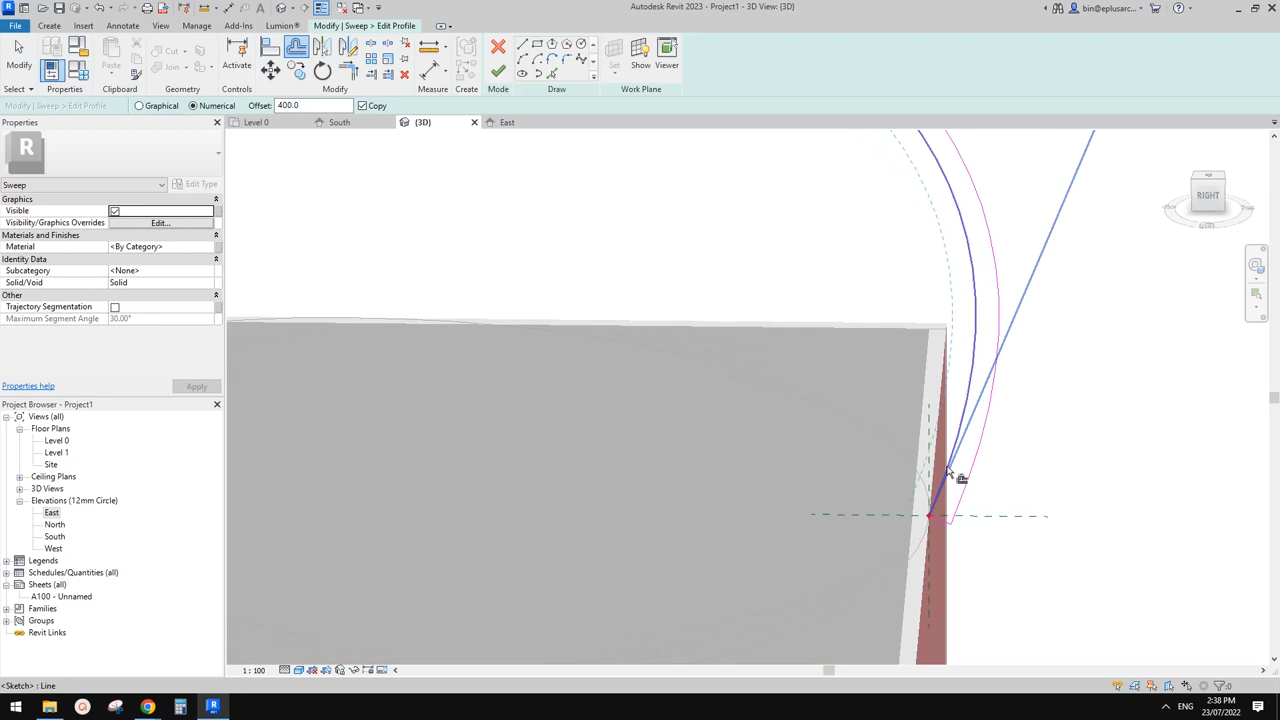 Autodesk Revit 2023 - Project1 - 3D View: {3D}
bin@eplusarc...
File Create Insert Annotate View Manage Add-Ins Lumion® Modify | Sweep > Edit Profile
Modify Paste Cut Join Activate Set Show Viewer
Select Properties Clipboard Geometry Controls Modify Measure Create Mode Draw Work Plane
Modify | Sweep > Edit Profile Graphical Numerical Offset: 400.0 Copy
Properties
Level 0 South (3D) East
R
Sweep Edit Type
Graphics
Visible
Visibility/Graphics Overrides Edit...
Materials and Finishes
Material <By Category>
Identity Data
Subcategory <None>
Solid/Void Solid
Other
Trajectory Segmentation
Maximum Segment Angle 30.00°
Properties help Apply
Project Browser - Project1
Views (all)
Floor Plans
Level 0
Level 1
Site
Ceiling Plans
3D Views
Elevations (12mm Circle)
East
North
South
West
Legends
Schedules/Quantities (all)
Sheets (all)
A100 - Unnamed
Families
Groups
Revit Links
RIGHT
1 : 100
<Sketch> : Line
:0
ENG
2:38 PM
23/07/2022